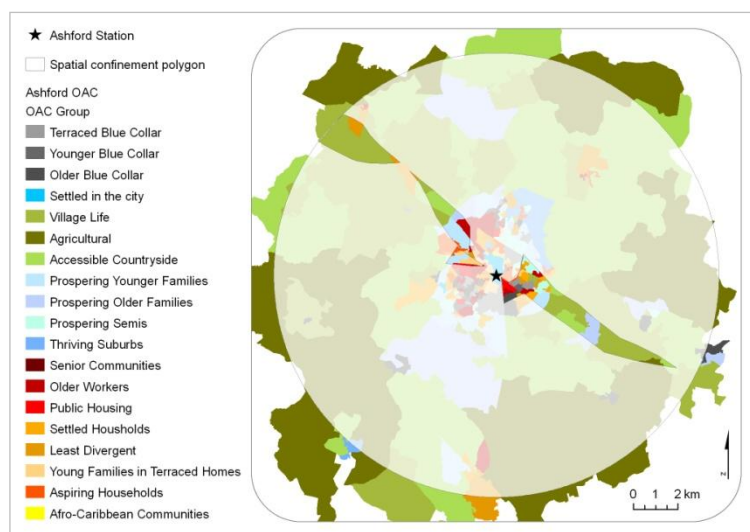 Ashford Station
Spatial confinement polygon
Ashford OAC
OAC Group
Terraced Blue Collar
Younger Blue Collar
Older Blue Collar
Settled in the city
Village Life
Agricultural
Accessible Countryside
Prospering Younger Families
Prospering Older Families
Prospering Semis
Thriving Suburbs
Senior Communities
Older Workers
Public Housing
Settled Housholds
Least Divergent
Young Families in Terraced Homes
Aspiring Households
Afro-Caribbean Communities
0 1 2 km
z